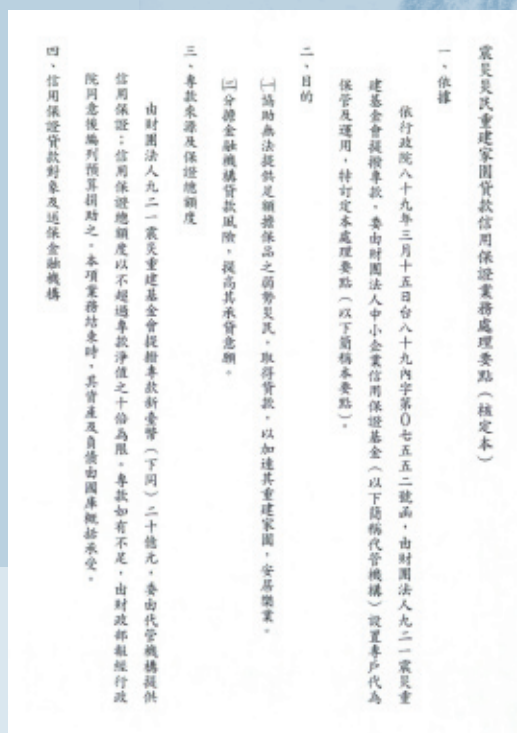 震災災民重建家園貸款信用保證業務處理要點（核定本）
一、依據
依行政院八十九年三月十五日台八十九內字第０七五五二號函，由財團法人九二一震災重
建基金會提撥專款，委由財團法人中小企業信用保證基金（以下簡稱代管機構）設置專戶代為
保管及運用，特訂定本處理要點（以下簡稱本要點）。
二、目的
㈠協助無法提供足額擔保品之弱勢災民，取得貸款，以加速其重建家園，安居樂業。
㈡分擔金融機構貸款風險，提高其承貸意願。
三、專款來源及保證總額度
由財團法人九二一震災重建基金會提撥專款新臺幣（下同）二十億元，委由代管機構提供
信用保證；信用保證總額度以不超過專款淨值之十倍為限。專款如有不足，由財政部報經行政
院同意後編列預算捐助之。本項業務結束時，其資產及負債由國庫概括承受。
四、信用保證貸款對象及送保金融機構